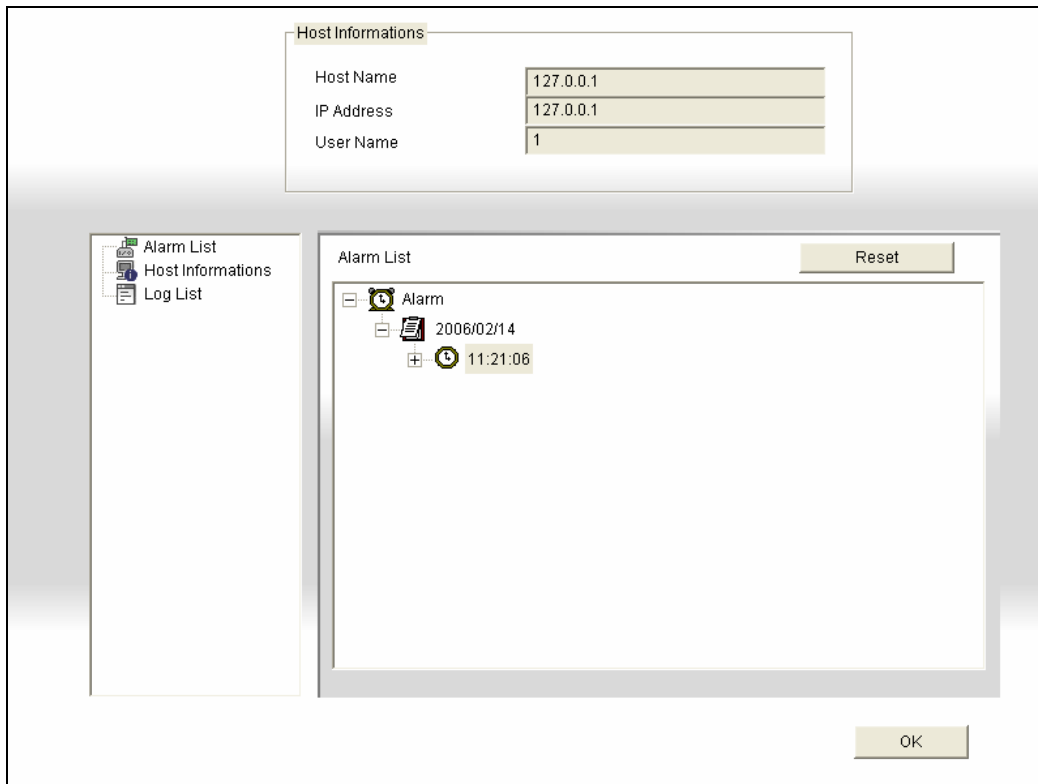 Host Informations
Host Name 127.0.0.1
IP Address 127.0.0.1
User Name 1
Alarm List
Host Informations
Log List
Alarm List Reset
Alarm
2006/02/14
11:21:06
OK